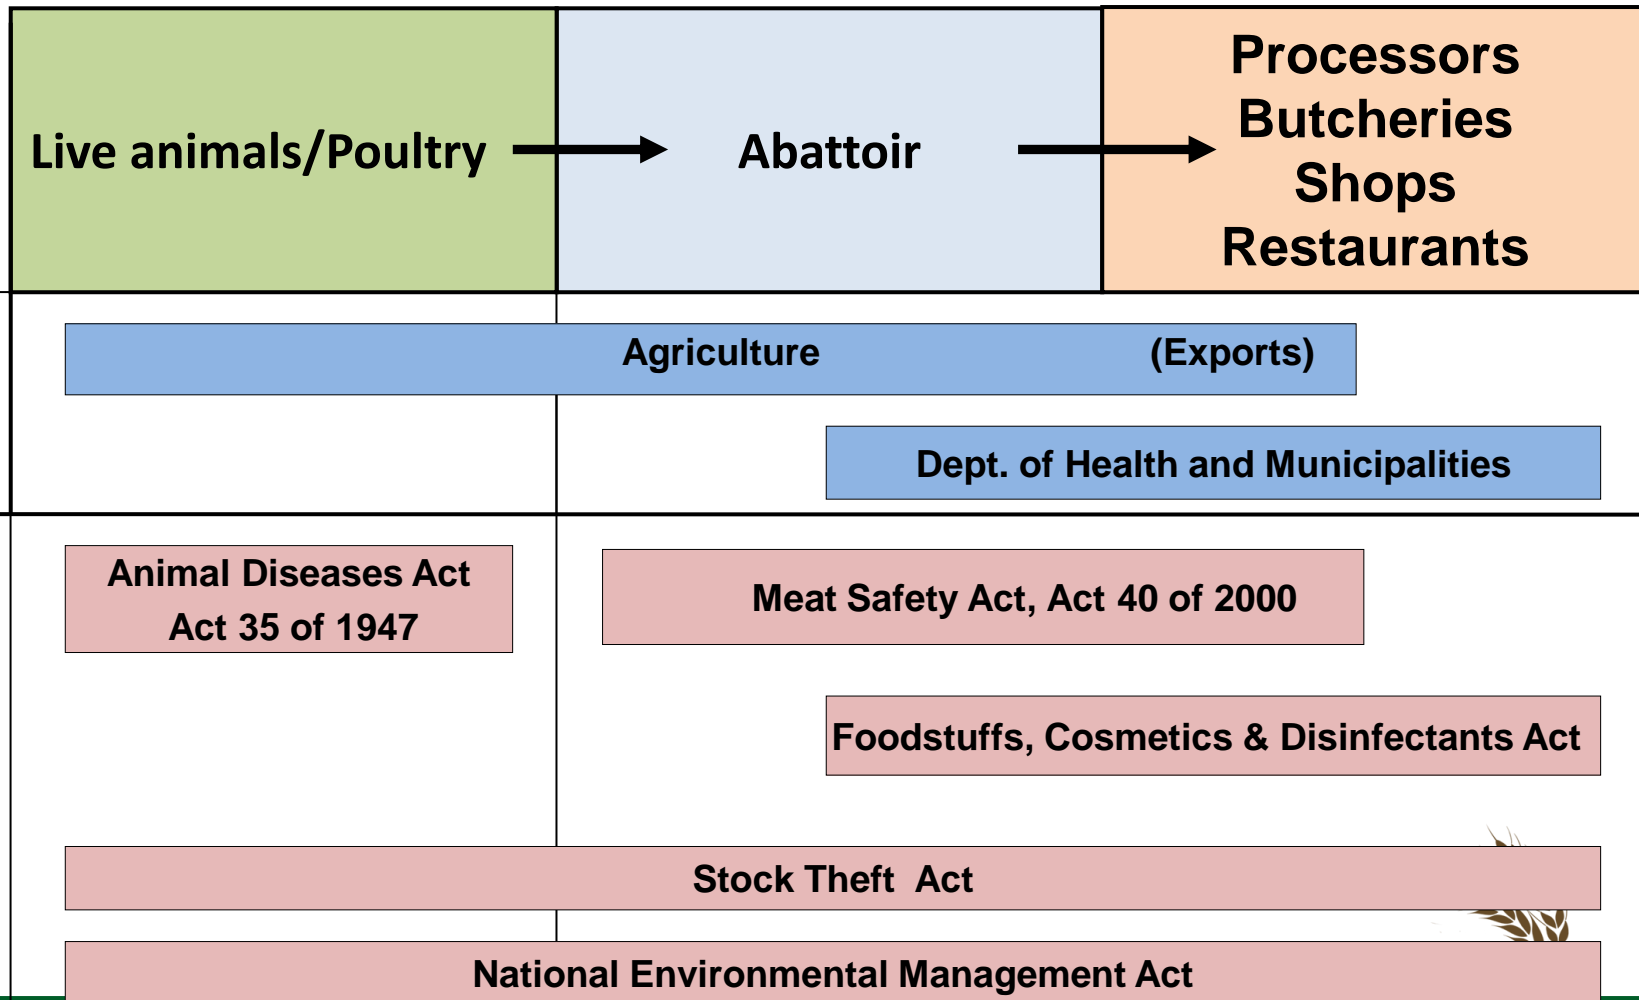 Live animals/Poultry
Abattoir
Processors
Butcheries
Shops
Restaurants
Agriculture (Exports)
Dept. of Health and Municipalities
Animal Diseases Act
Act 35 of 1947
Meat Safety Act, Act 40 of 2000
Foodstuffs, Cosmetics & Disinfectants Act
Stock Theft Act
National Environmental Management Act